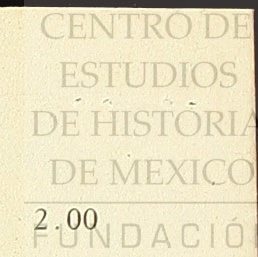 CENTRO DE
ESTUDIOS
DE HISTORIA
DE MEXICO
2.00
FUNDACIÓ